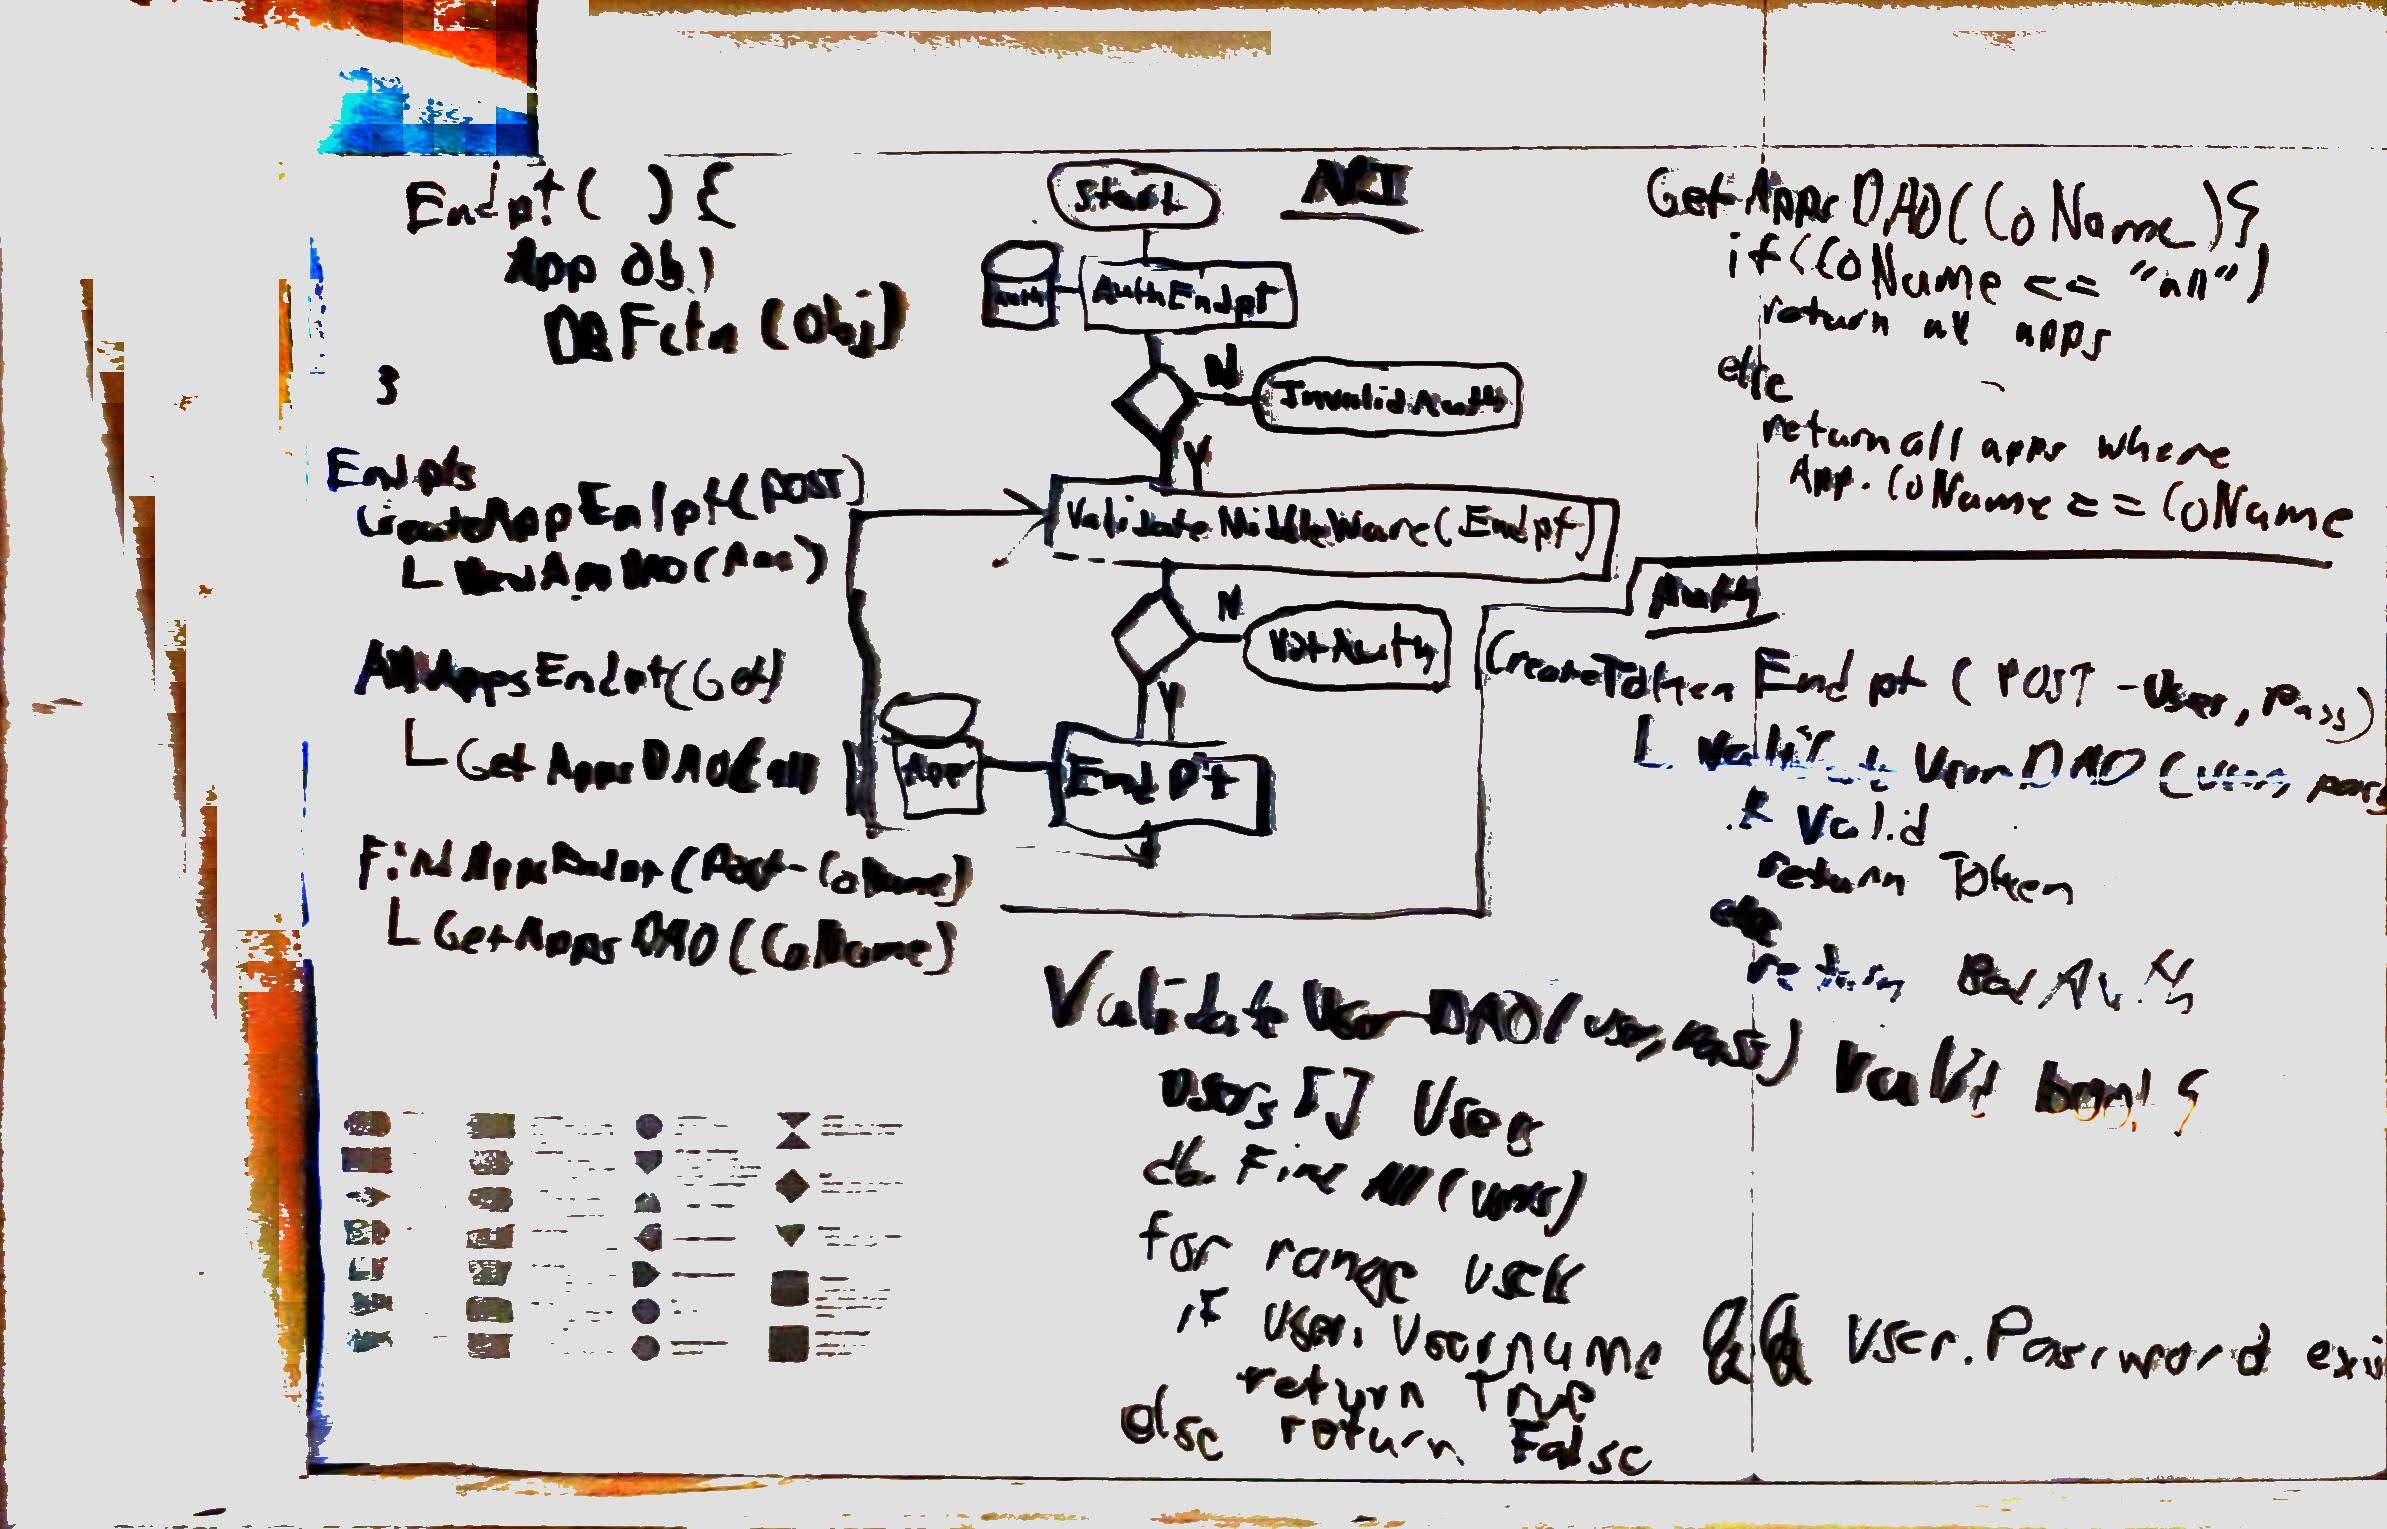 Endpt( ) {
App obj
DBFctn(Obj)
}
Endpts
CreateAppEndpt(POST)
NewAppDAO(App)
AllAppsEndpt(Get)
GetAppsDAO(all
FindAppsEndpt(Post-CoName)
GetAppsDAO(CoName)
API
Start
Auth
AuthEndpt
N
InvalidAuth
Y
ValidateMiddleWare(Endpt)
N
NotAuth
Y
App
EndPt
GetAppsDAO(CoName){
if(CoName == "all")
return all apps
else
return all apps where
App.CoName == CoName
Auth
CreateTokenEndpt (POST -User, Pass)
ValidateUserDAO(user, pass
if Valid
return Token
else
return Bad Auth
ValidateUserDAO(user, pass) valid bool {
users [] User
db.FindAll(users)
for range users
if user.Username && user.Password exi
return True
else return False